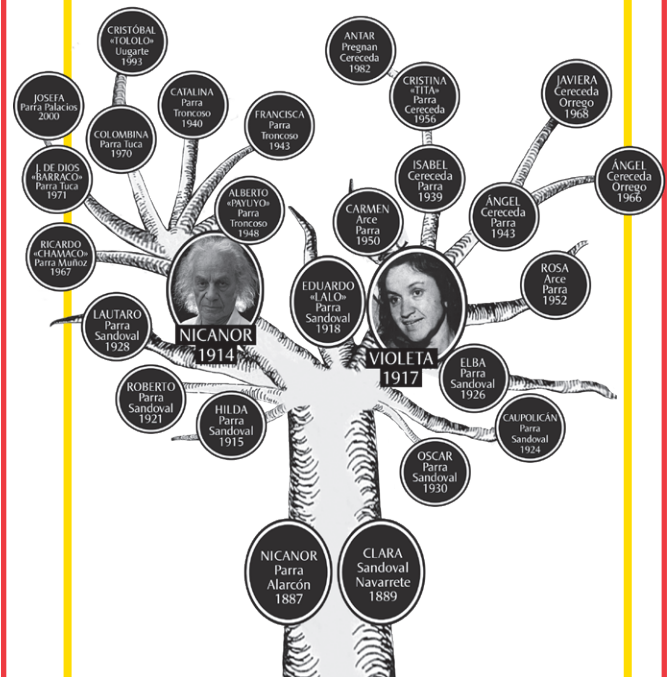 CRISTÓBAL
«TOLOLO»
Uugarte
1993
ANTAR
Pregnan
Cereceda
1982
JOSEFA
Parra Palacios
2000
CATALINA
Parra
Troncoso
1940
FRANCISCA
Parra
Troncoso
1943
CRISTINA
«TITA»
Parra
Cereceda
1956
JAVIERA
Cereceda
Orrego
1968
COLOMBINA
Parra Tuca
1970
J. DE DIOS
«BARRACO»
Parra Tuca
1971
ISABEL
Cereceda
Parra
1939
ÁNGEL
Cereceda
Orrego
1966
ALBERTO
«PAYUYO»
Parra
Troncoso
1948
CARMEN
Arce
Parra
1950
ÁNGEL
Cereceda
Parra
1943
RICARDO
«CHAMACO»
Parra Muñoz
1967
EDUARDO
«LALO»
Parra
Sandoval
1918
ROSA
Arce
Parra
1952
LAUTARO
Parra
Sandoval
1928
NICANOR
1914
VIOLETA
1917
ELBA
Parra
Sandoval
1926
ROBERTO
Parra
Sandoval
1921
HILDA
Parra
Sandoval
1915
CAUPOLICÁN
Parra
Sandoval
1924
OSCAR
Parra
Sandoval
1930
NICANOR
Parra
Alarcón
1887
CLARA
Sandoval
Navarrete
1889